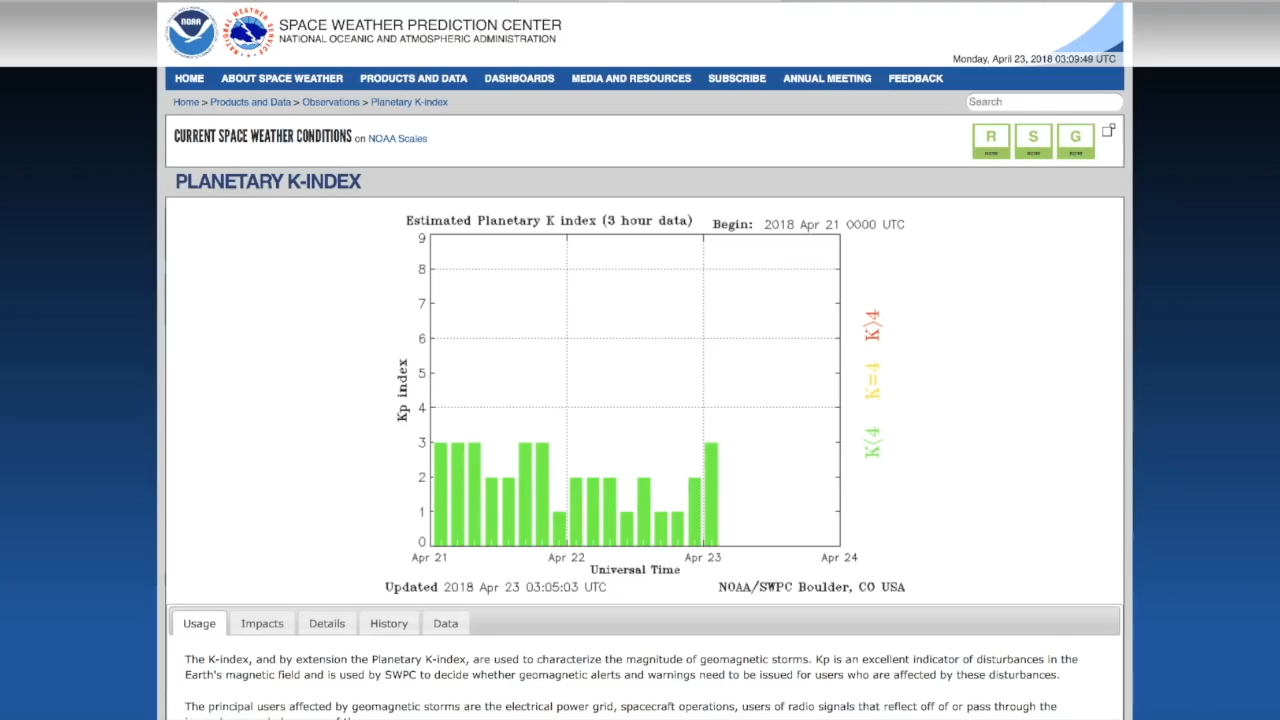 NOAA
NATIONAL WEATHER SERVICE
SPACE WEATHER PREDICTION CENTER
NATIONAL OCEANIC AND ATMOSPHERIC ADMINISTRATION
Monday, April 23, 2018 03:09:49 UTC
HOME ABOUT SPACE WEATHER PRODUCTS AND DATA DASHBOARDS MEDIA AND RESOURCES SUBSCRIBE ANNUAL MEETING FEEDBACK
Home > Products and Data > Observations > Planetary K-index
Search
CURRENT SPACE WEATHER CONDITIONS on NOAA Scales
R S G
PLANETARY K-INDEX
Estimated Planetary K index (3 hour data) Begin: 2018 Apr 21 0000 UTC
9
8
7
6
5
4
3
2
1
0
Kp index
K>4
K=4
K<4
Apr 21 Apr 22 Apr 23 Apr 24
Universal Time
Updated 2018 Apr 23 03:05:03 UTC NOAA/SWPC Boulder, CO USA
Usage Impacts Details History Data
The K-index, and by extension the Planetary K-index, are used to characterize the magnitude of geomagnetic storms. Kp is an excellent indicator of disturbances in the
Earth's magnetic field and is used by SWPC to decide whether geomagnetic alerts and warnings need to be issued for users who are affected by these disturbances.
The principal users affected by geomagnetic storms are the electrical power grid, spacecraft operations, users of radio signals that reflect off of or pass through the